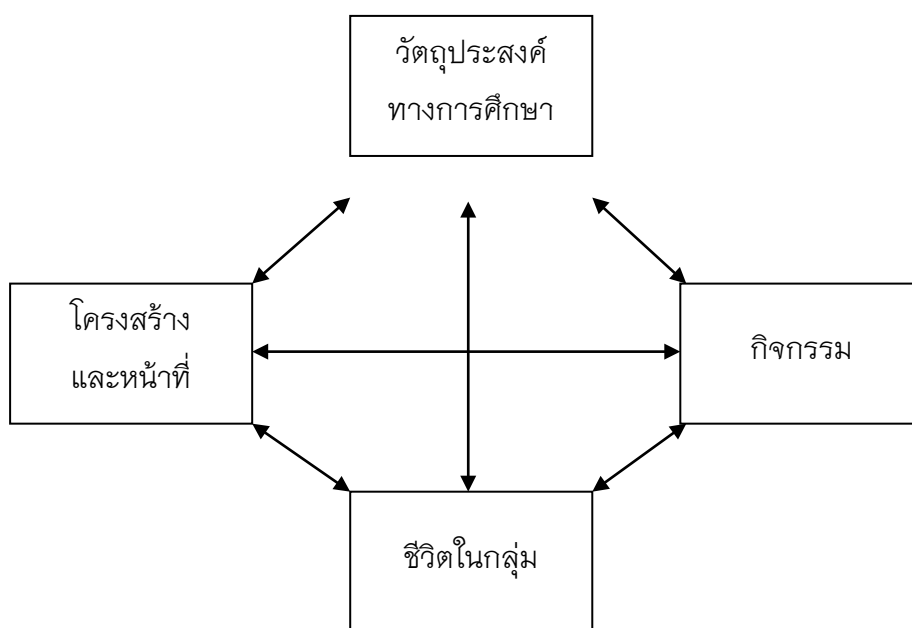 วัตถุประสงค์
ทางการศึกษา
โครงสร้าง
และหน้าที่
กิจกรรม
ชีวิตในกลุ่ม